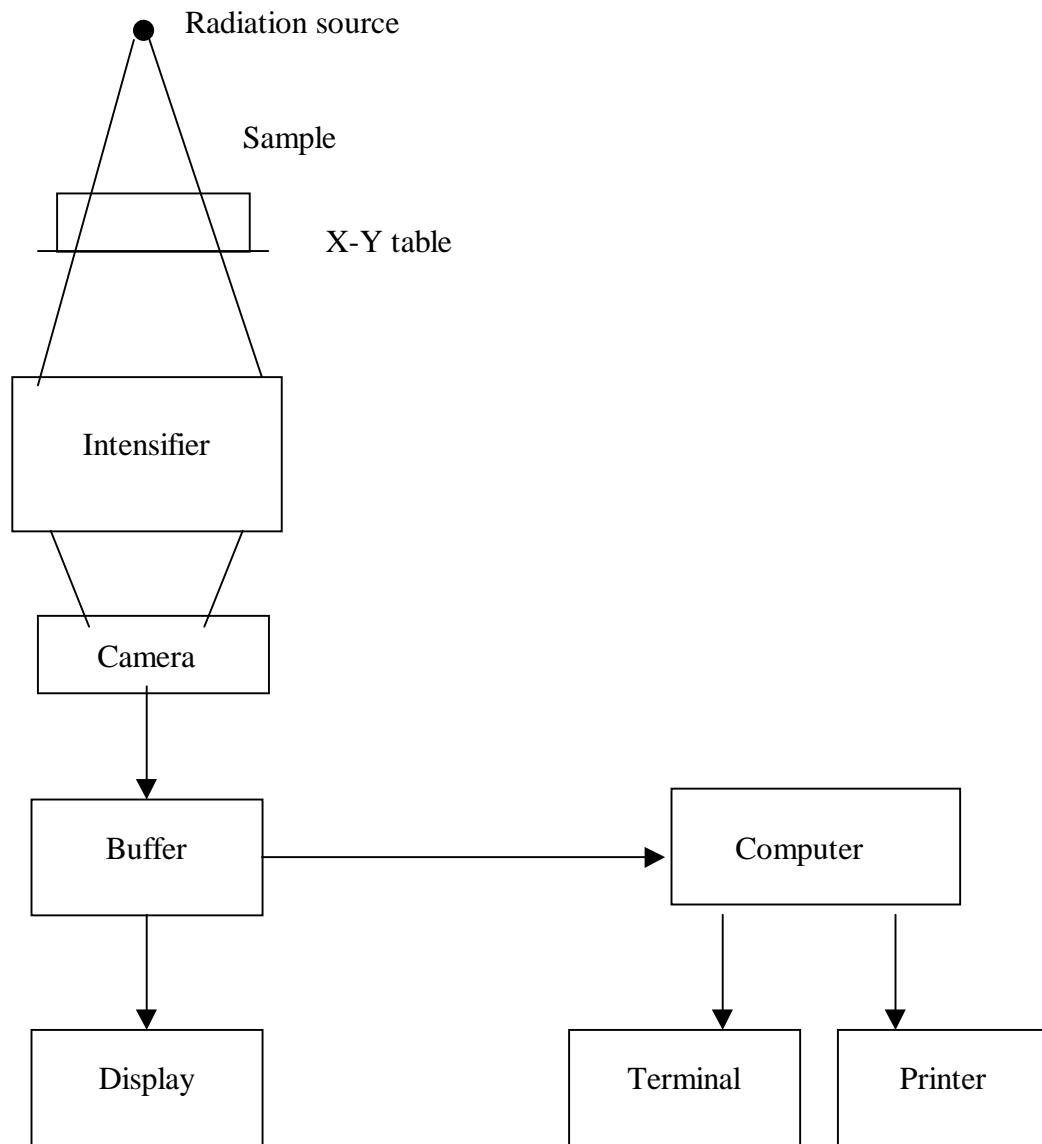 Radiation source
Sample
X-Y table
Intensifier
Camera
Buffer
Computer
Display
Terminal
Printer